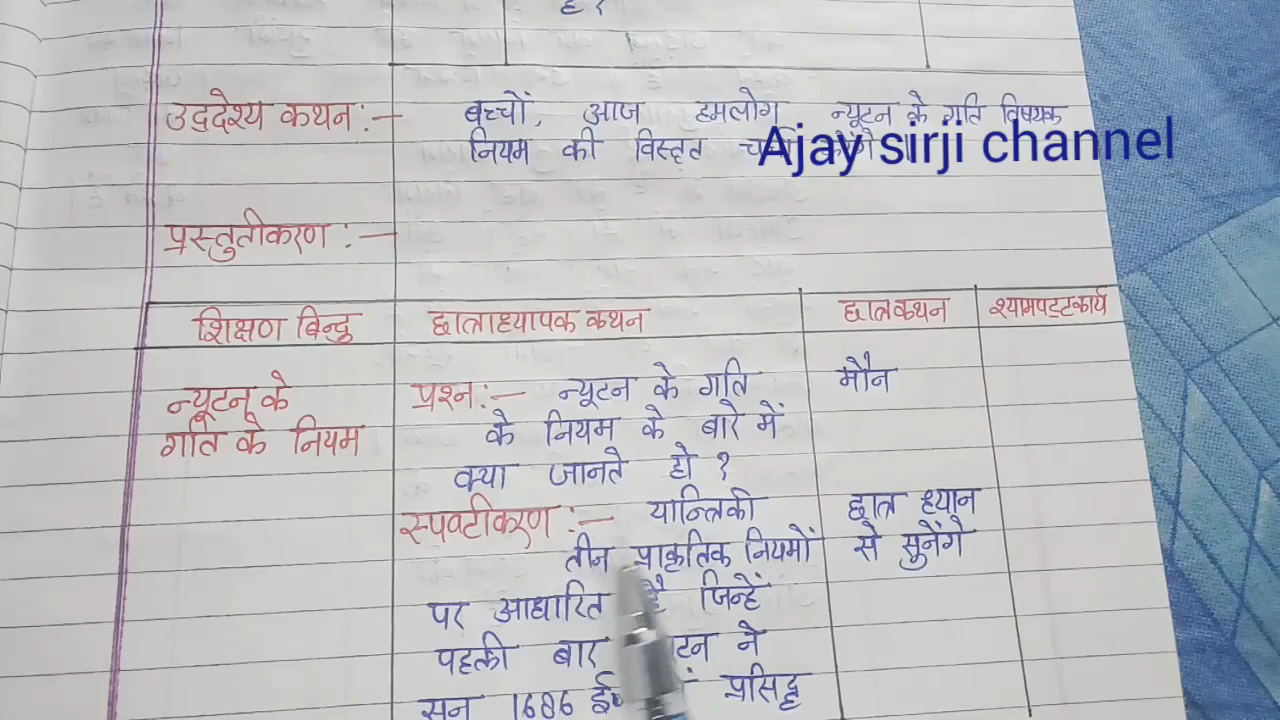 है।
उद्देश्य कथन:- बच्चों, आज हमलोग न्यूटन के गति विषयक
नियम की विस्तृत
Ajay sirji channel
प्रस्तुतीकरण :-
शिक्षण बिन्दु छात्राध्यापक कथन छात्रकथन श्यामपट्टकार्य
न्यूटन के प्रश्न:- न्यूटन के गति मौन
गति के नियम के नियम के बारे में
क्या जानते हो ?
स्पष्टीकरण :- यान्त्रिकी छात्र ध्यान
तीन प्राकृतिक नियमों से सुनेंगे
पर आधारित है जिन्हें
पहली बार ने
सन 1686 ई० प्रसिद्ध